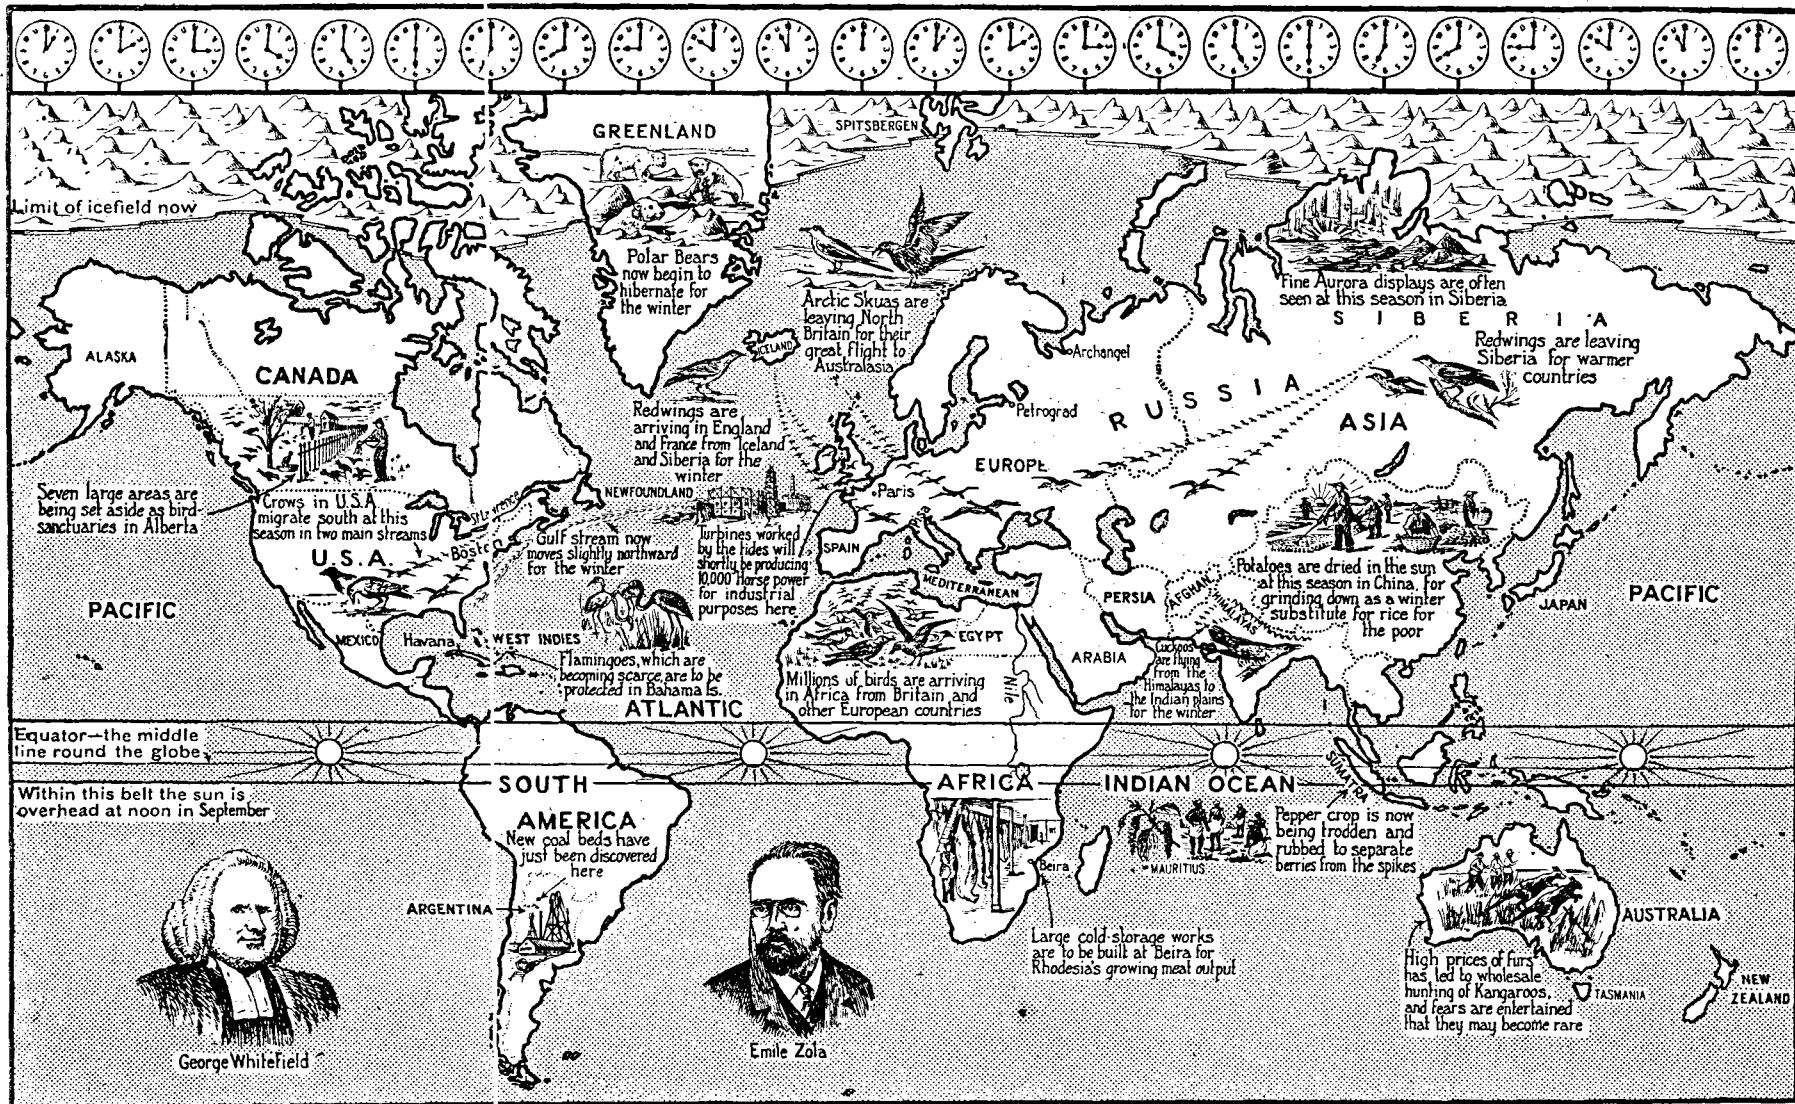 GREENLAND
SPITSBERGEN
Limit of icefield now
Polar Bears
now begin to
hibernate for
the winter
Arctic Skuas are
leaving North
Britain for their
great flight to
Australasia
Fine Aurora displays are often
seen at this season in Siberia
SIBERIA
Redwings are leaving
Siberia for warmer
countries
ALASKA
CANADA
ICELAND
Archangel
Petrograd
RUSSIA
ASIA
Redwings are
arriving in England
and France from Iceland
and Siberia for the
winter
EUROPE
Paris
NEWFOUNDLAND
Seven large areas are
being set aside as bird-
sanctuaries in Alberta
Crows in U.S.A.
migrate south at this
season in two main streams
St. Lawrence
Boston
U.S.A.
Gulf stream now
moves slightly northward
for the winter
Turbines worked
by the tides will
shortly be producing
10,000 Horse power
for industrial
purposes here
SPAIN
MEDITERRANEAN
PERSIA
AFGHAN
HIMALAYAS
Potatoes are dried in the sun
at this season in China, for
grinding down as a winter
substitute for rice for
the poor
JAPAN
PACIFIC
PACIFIC
MEXICO
Havana
WEST INDIES
EGYPT
ARABIA
Nile
Flamingoes, which are
becoming scarce, are to be
protected in Bahama Is.
ATLANTIC
Millions of birds are arriving
in Africa from Britain and
other European countries
Cuckoos
are flying
from the
Himalayas to
the Indian plains
for the winter
Equator—the middle
line round the globe
Within this belt the sun is
overhead at noon in September
SOUTH
AMERICA
AFRICA
INDIAN OCEAN
SUMATRA
New coal beds have
just been discovered
here
ARGENTINA
Beira
MAURITIUS
Pepper crop is now
being trodden and
rubbed to separate
berries from the spikes
Large cold storage works
are to be built at Beira for
Rhodesia's growing meat output
AUSTRALIA
High prices of furs
has led to wholesale
hunting of Kangaroos,
and fears are entertained
that they may become rare
TASMANIA
NEW
ZEALAND
George Whitefield
Emile Zola